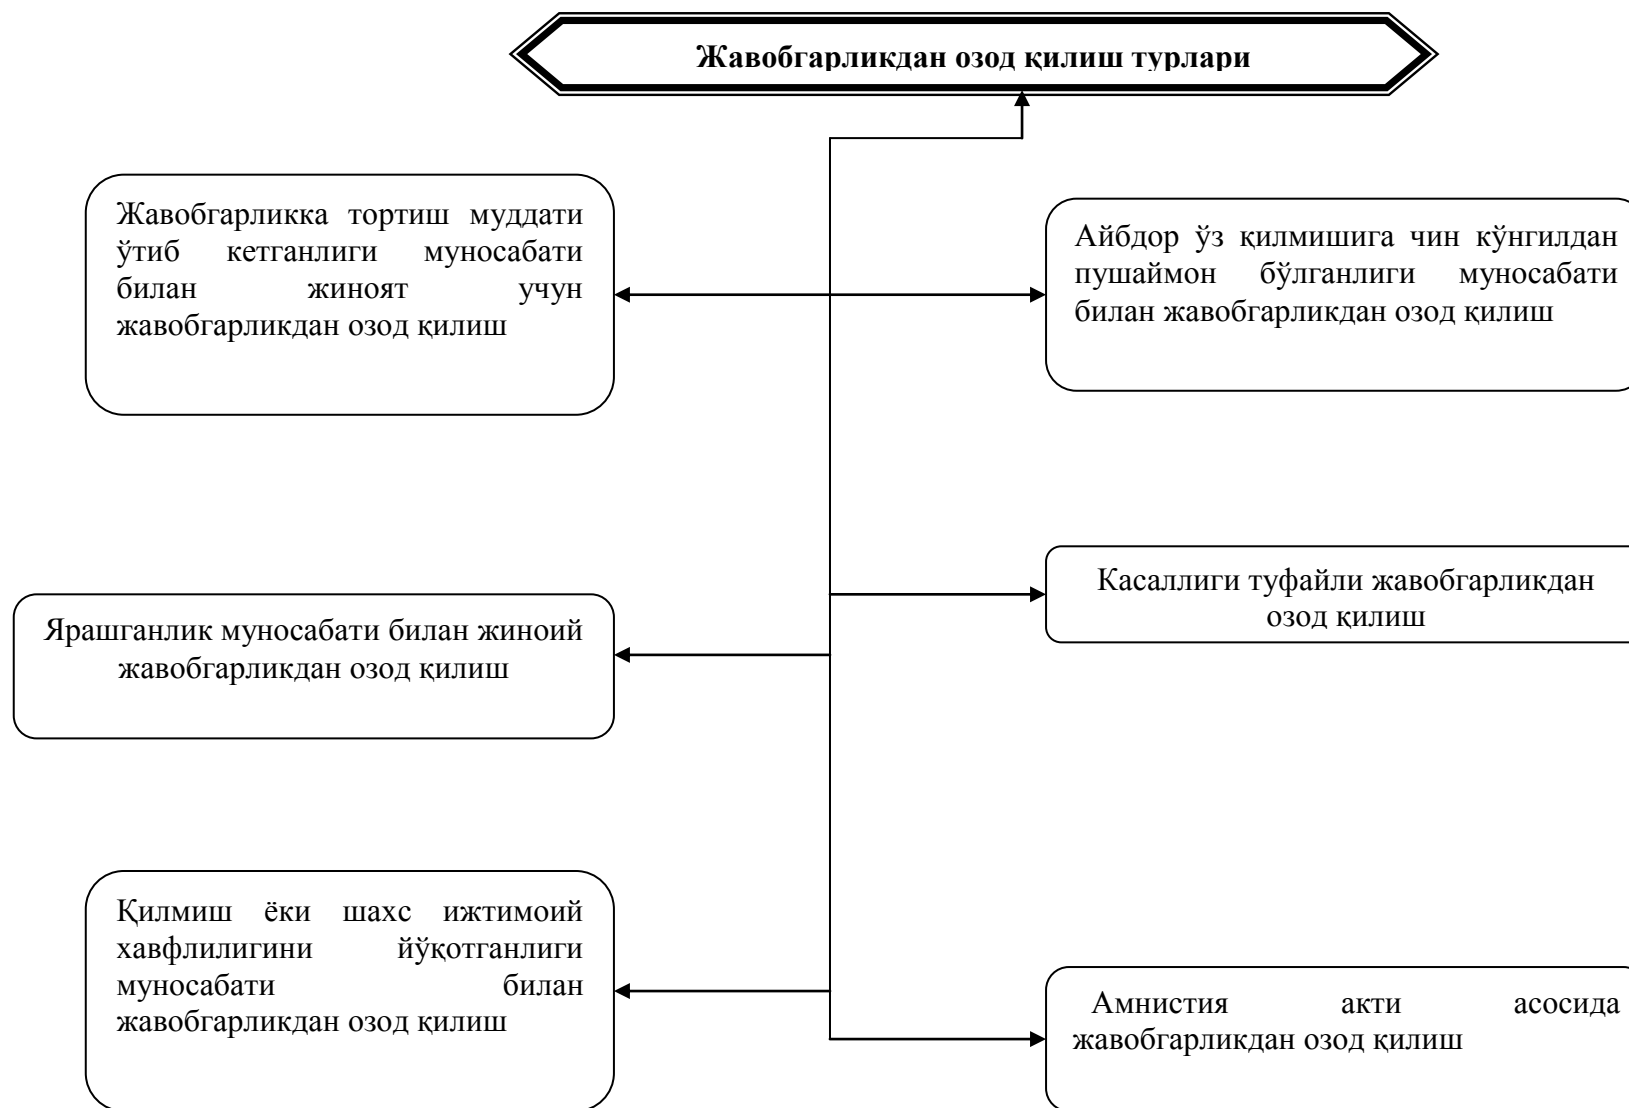 Жавобгарликдан озод қилиш турлари
Жавобгарликка тортиш муддати
ўтиб кетганлиги муносабати
билан жиноят учун
жавобгарликдан озод қилиш
Айбдор ўз қилмишига чин кўнгилдан
пушаймон бўлганлиги муносабати
билан жавобгарликдан озод қилиш
Ярашганлик муносабати билан жиноий
жавобгарликдан озод қилиш
Касаллиги туфайли жавобгарликдан
озод қилиш
Қилмиш ёки шахс ижтимоий
хавфлилигини йўқотганлиги
муносабати билан
жавобгарликдан озод қилиш
Амнистия акти асосида
жавобгарликдан озод қилиш